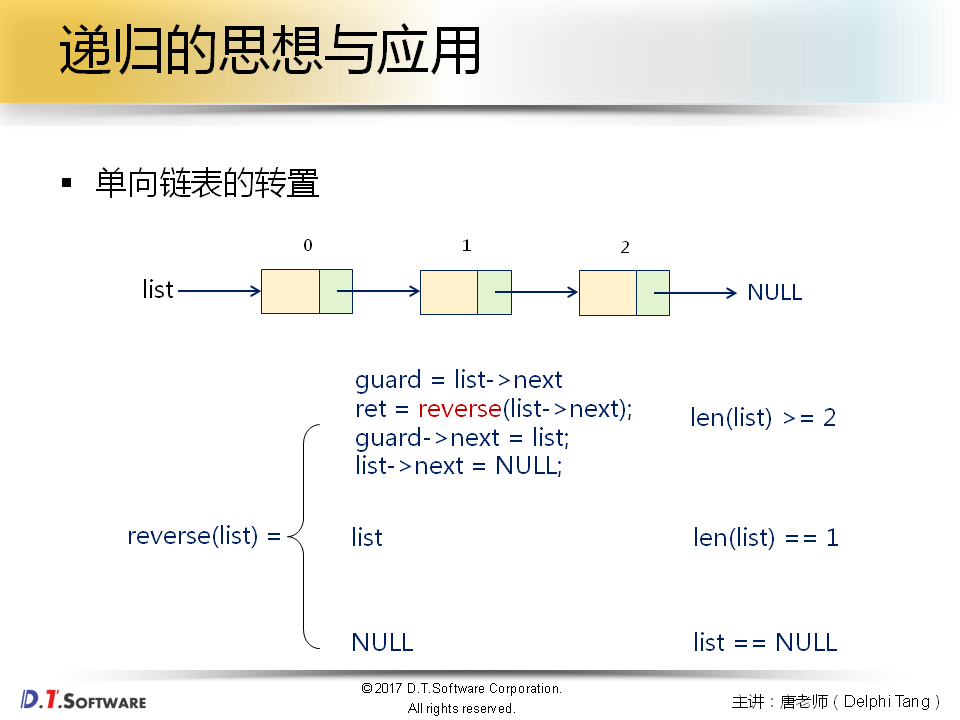 递归的思想与应用
▪ 单向链表的转置
0 1 2
list NULL
guard = list->next
ret = reverse(list->next);
guard->next = list;
list->next = NULL;
len(list) >= 2
reverse(list) = list len(list) == 1
NULL list == NULL
D.T.SOFTWARE
©2017 D.T.Software Corporation.
All rights reserved.
主讲：唐老师（Delphi Tang）